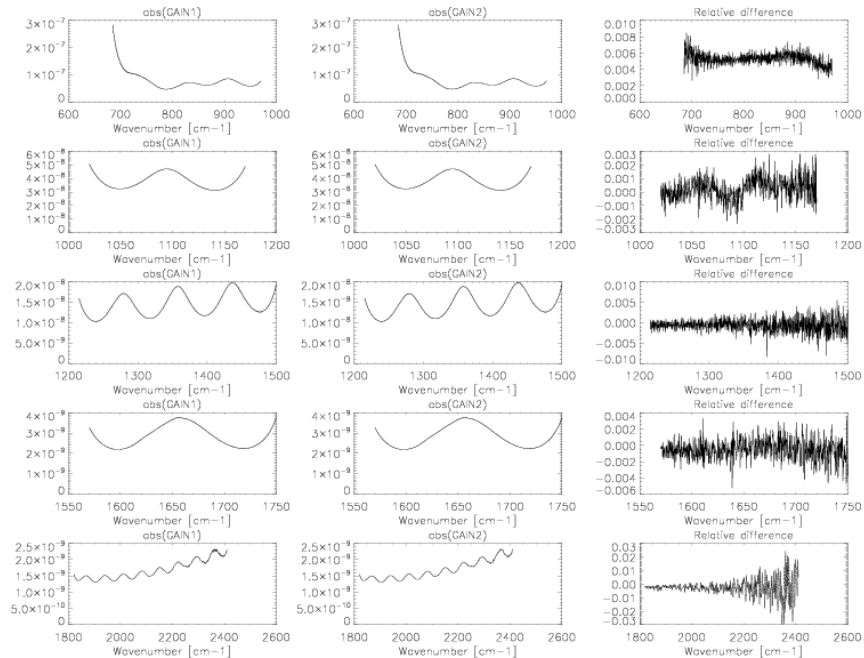 abs(GAIN1) abs(GAIN2) Relative difference
3×10⁻⁷ 3×10⁻⁷ 0.010
2×10⁻⁷ 2×10⁻⁷ 0.008
0.006
1×10⁻⁷ 1×10⁻⁷ 0.004
0.002
0 0 0.000
600 700 800 900 1000 600 700 800 900 1000 600 700 800 900 1000
Wavenumber [cm-1] Wavenumber [cm-1] Wavenumber [cm-1]
abs(GAIN1) abs(GAIN2) Relative difference
6×10⁻⁸ 6×10⁻⁸ 0.003
5×10⁻⁸ 5×10⁻⁸ 0.002
4×10⁻⁸ 4×10⁻⁸ 0.001
3×10⁻⁸ 3×10⁻⁸ 0.000
2×10⁻⁸ 2×10⁻⁸ -0.001
1×10⁻⁸ 1×10⁻⁸ -0.002
0 0 -0.003
1000 1050 1100 1150 1200 1000 1050 1100 1150 1200 1000 1050 1100 1150 1200
Wavenumber [cm-1] Wavenumber [cm-1] Wavenumber [cm-1]
abs(GAIN1) abs(GAIN2) Relative difference
2.0×10⁻⁸ 2.0×10⁻⁸ 0.010
1.5×10⁻⁸ 1.5×10⁻⁸ 0.005
1.0×10⁻⁸ 1.0×10⁻⁸ 0.000
5.0×10⁻⁹ 5.0×10⁻⁹ -0.005
0 0 -0.010
1200 1300 1400 1500 1200 1300 1400 1500 1200 1300 1400 1500
Wavenumber [cm-1] Wavenumber [cm-1] Wavenumber [cm-1]
abs(GAIN1) abs(GAIN2) Relative difference
4×10⁻⁹ 4×10⁻⁹ 0.004
3×10⁻⁹ 3×10⁻⁹ 0.002
0.000
2×10⁻⁹ 2×10⁻⁹ -0.002
1×10⁻⁹ 1×10⁻⁹ -0.004
0 0 -0.006
1550 1600 1650 1700 1750 1550 1600 1650 1700 1750 1550 1600 1650 1700 1750
Wavenumber [cm-1] Wavenumber [cm-1] Wavenumber [cm-1]
abs(GAIN1) abs(GAIN2) Relative difference
2.5×10⁻⁹ 2.5×10⁻⁹ 0.03
2.0×10⁻⁹ 2.0×10⁻⁹ 0.02
1.5×10⁻⁹ 1.5×10⁻⁹ 0.01
1.0×10⁻⁹ 1.0×10⁻⁹ 0.00
-0.01
5.0×10⁻¹⁰ 5.0×10⁻¹⁰ -0.02
0 0 -0.03
1800 2000 2200 2400 2600 1800 2000 2200 2400 2600 1800 2000 2200 2400 2600
Wavenumber [cm-1] Wavenumber [cm-1] Wavenumber [cm-1]